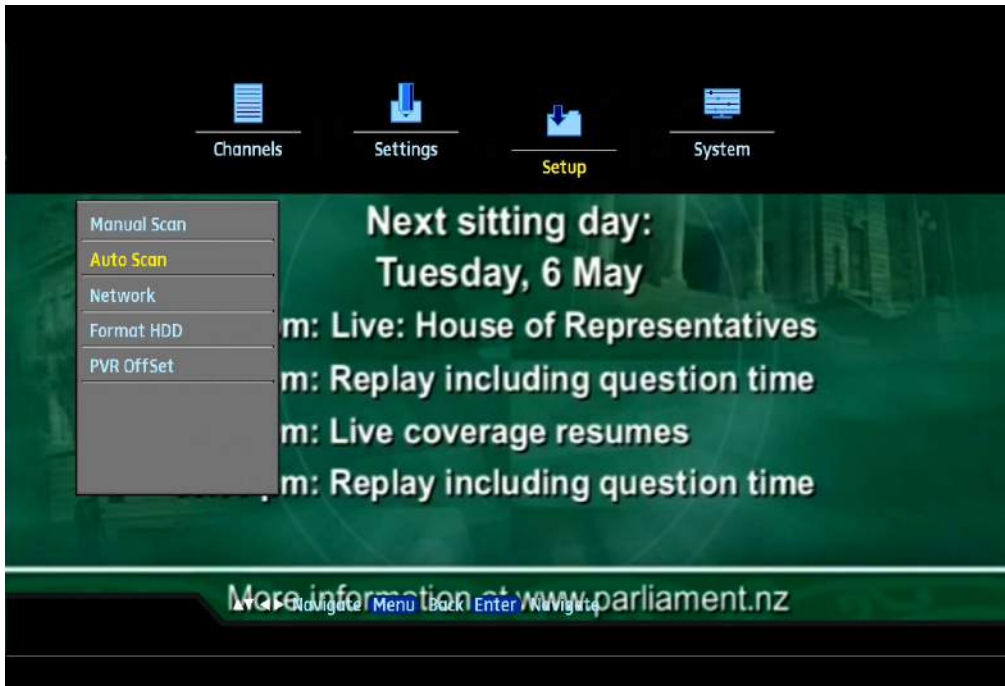 Channels
Settings
Setup
System
Manual Scan
Auto Scan
Network
Format HDD
PVR OffSet
Next sitting day:
Tuesday, 6 May
m: Live: House of Representatives
m: Replay including question time
m: Live coverage resumes
pm: Replay including question time
More information at www.parliament.nz
▲▼◄► Navigate Menu Back Enter Navigate